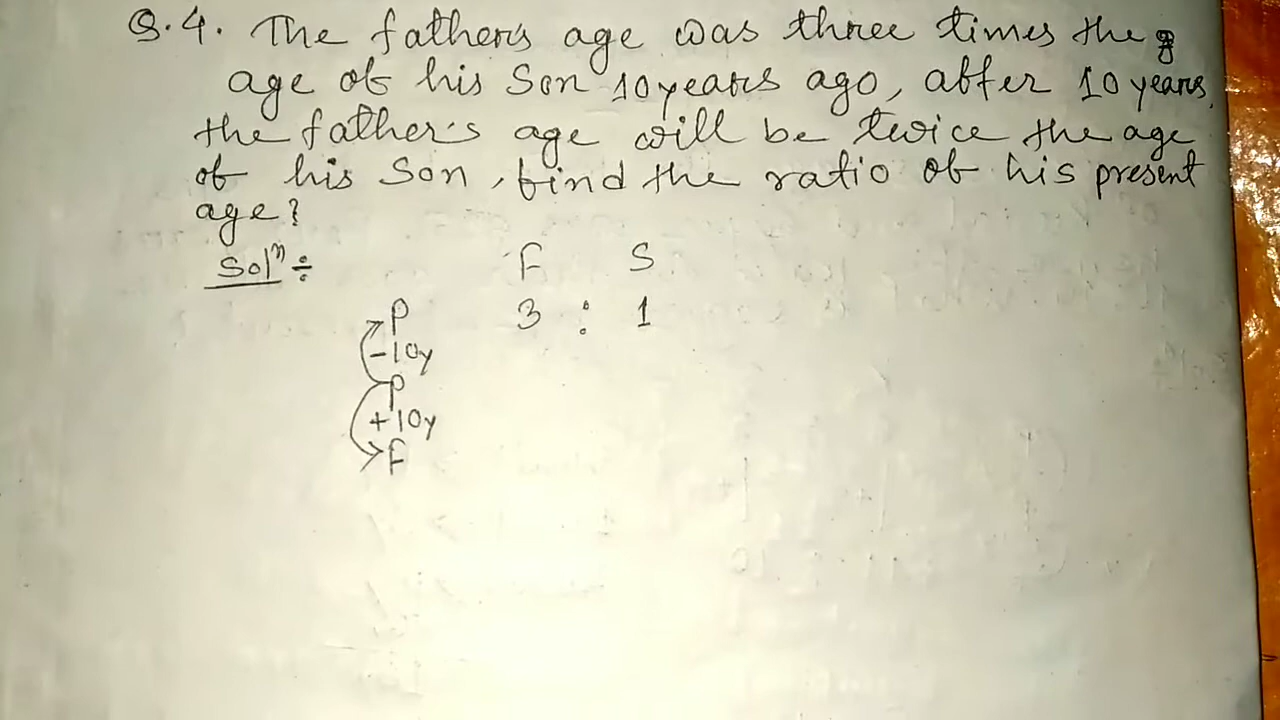 Q.4. The father's age was three times the
age of his Son 10 years ago, after 10 years,
the father's age will be twice the age
of his Son, find the ratio of his present
age?
Solⁿ ÷
F S
P 3 : 1
-10y
P
+10y
F